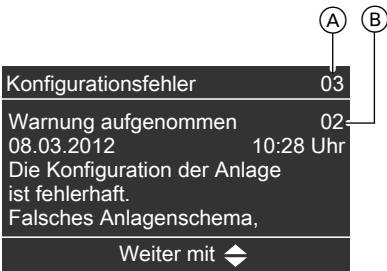 A B
Konfigurationsfehler 03
Warnung aufgenommen 02
08.03.2012 10:28 Uhr
Die Konfiguration der Anlage
ist fehlerhaft.
Falsches Anlagenschema,
Weiter mit